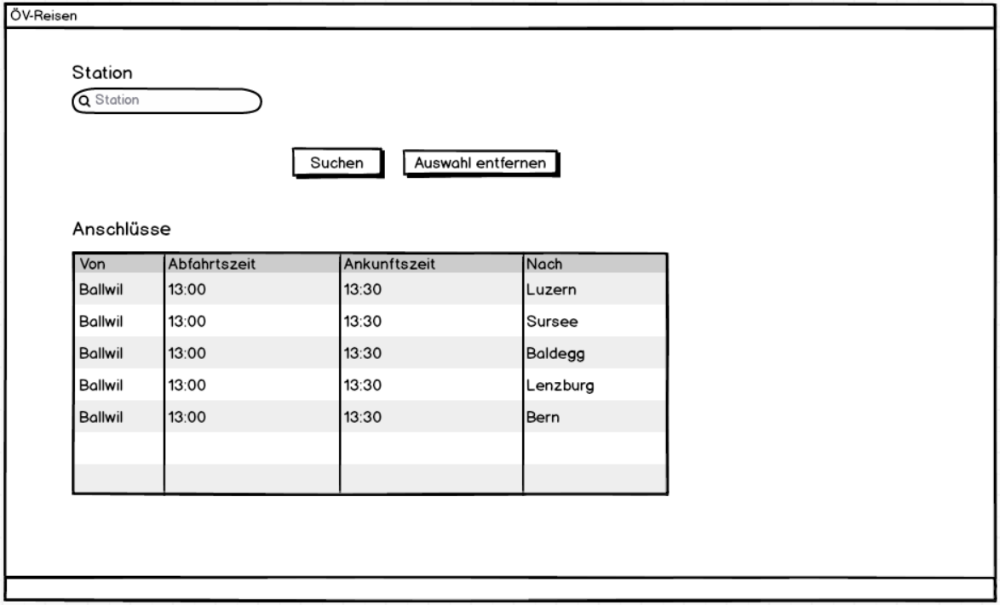 ÖV-Reisen
Station
Station
Suchen Auswahl entfernen
Anschlüsse
Von Abfahrtszeit Ankunftszeit Nach
Ballwil 13:00 13:30 Luzern
Ballwil 13:00 13:30 Sursee
Ballwil 13:00 13:30 Baldegg
Ballwil 13:00 13:30 Lenzburg
Ballwil 13:00 13:30 Bern